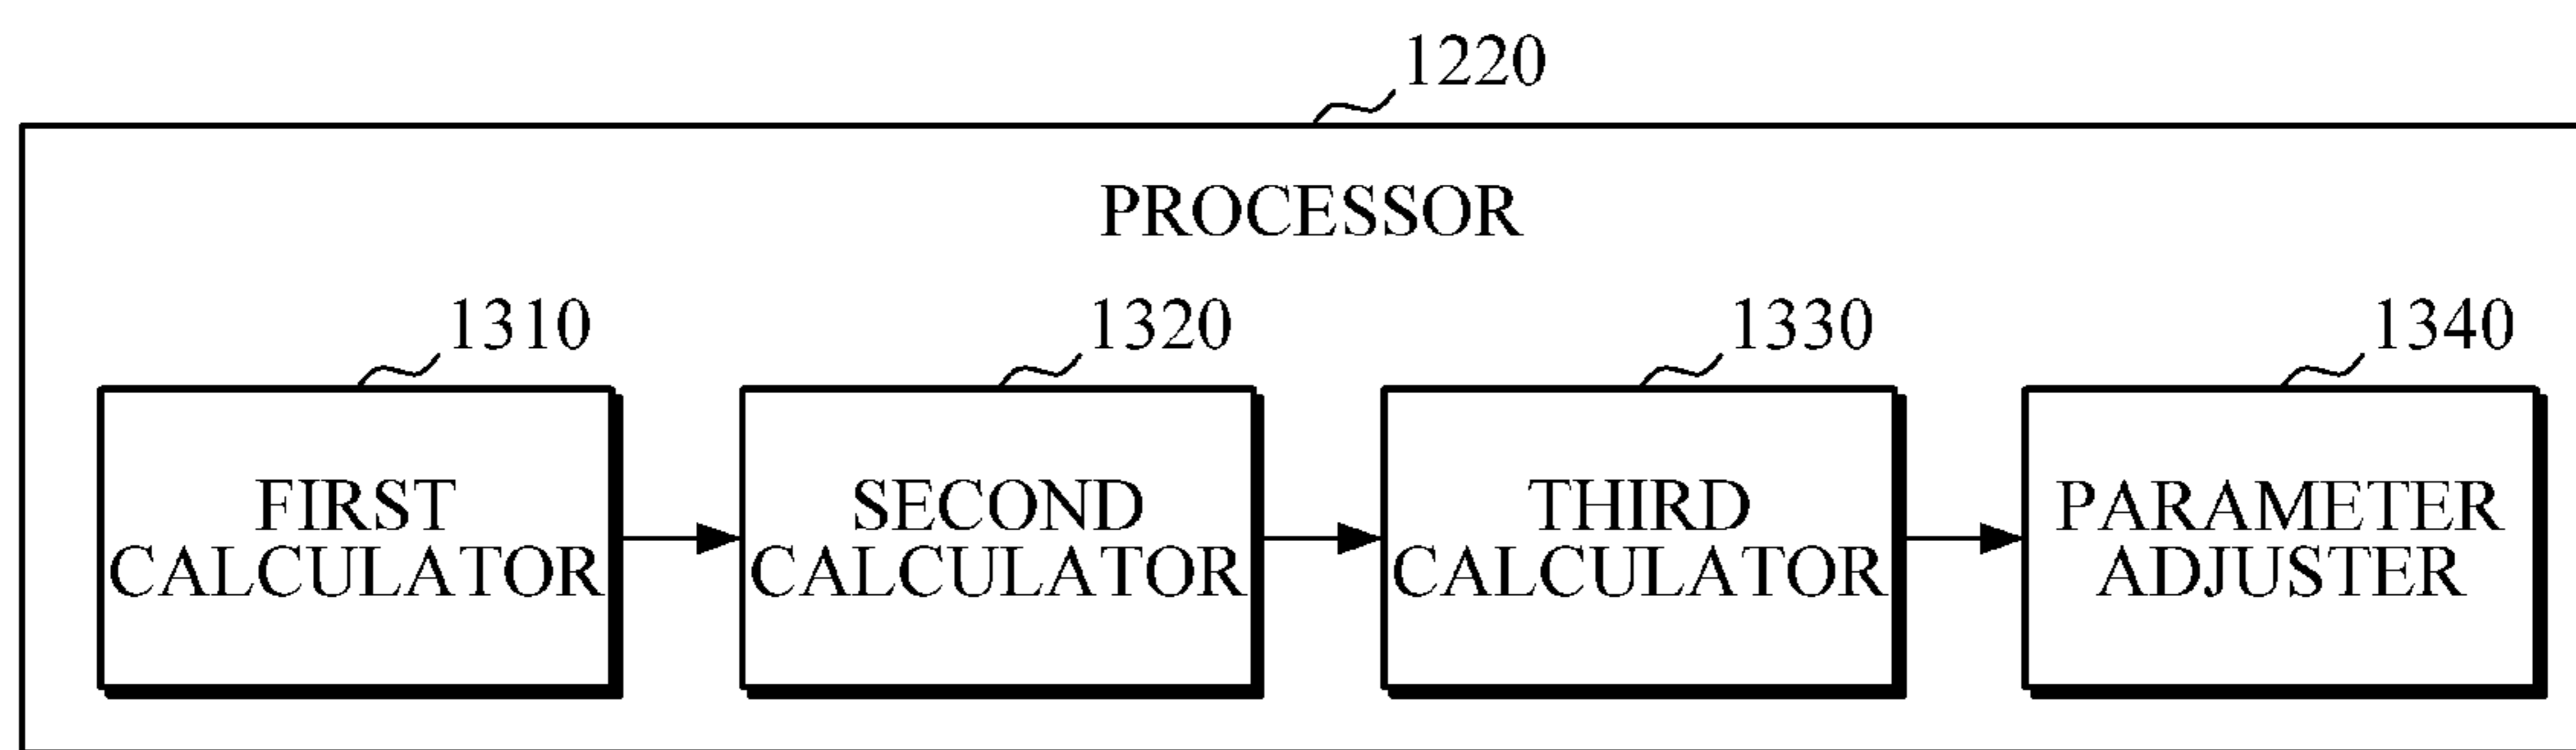 1220
PROCESSOR
1310
1320
1330
1340
FIRST
CALCULATOR
SECOND
CALCULATOR
THIRD
CALCULATOR
PARAMETER
ADJUSTER